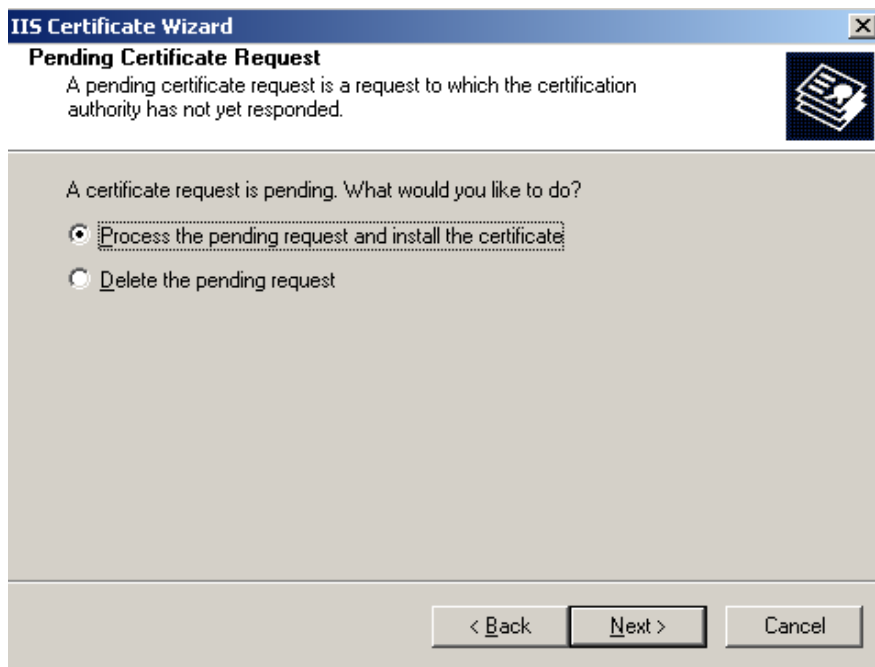 IIS Certificate Wizard
Pending Certificate Request
A pending certificate request is a request to which the certification
authority has not yet responded.
A certificate request is pending. What would you like to do?
Process the pending request and install the certificate
Delete the pending request
< Back
Next >
Cancel